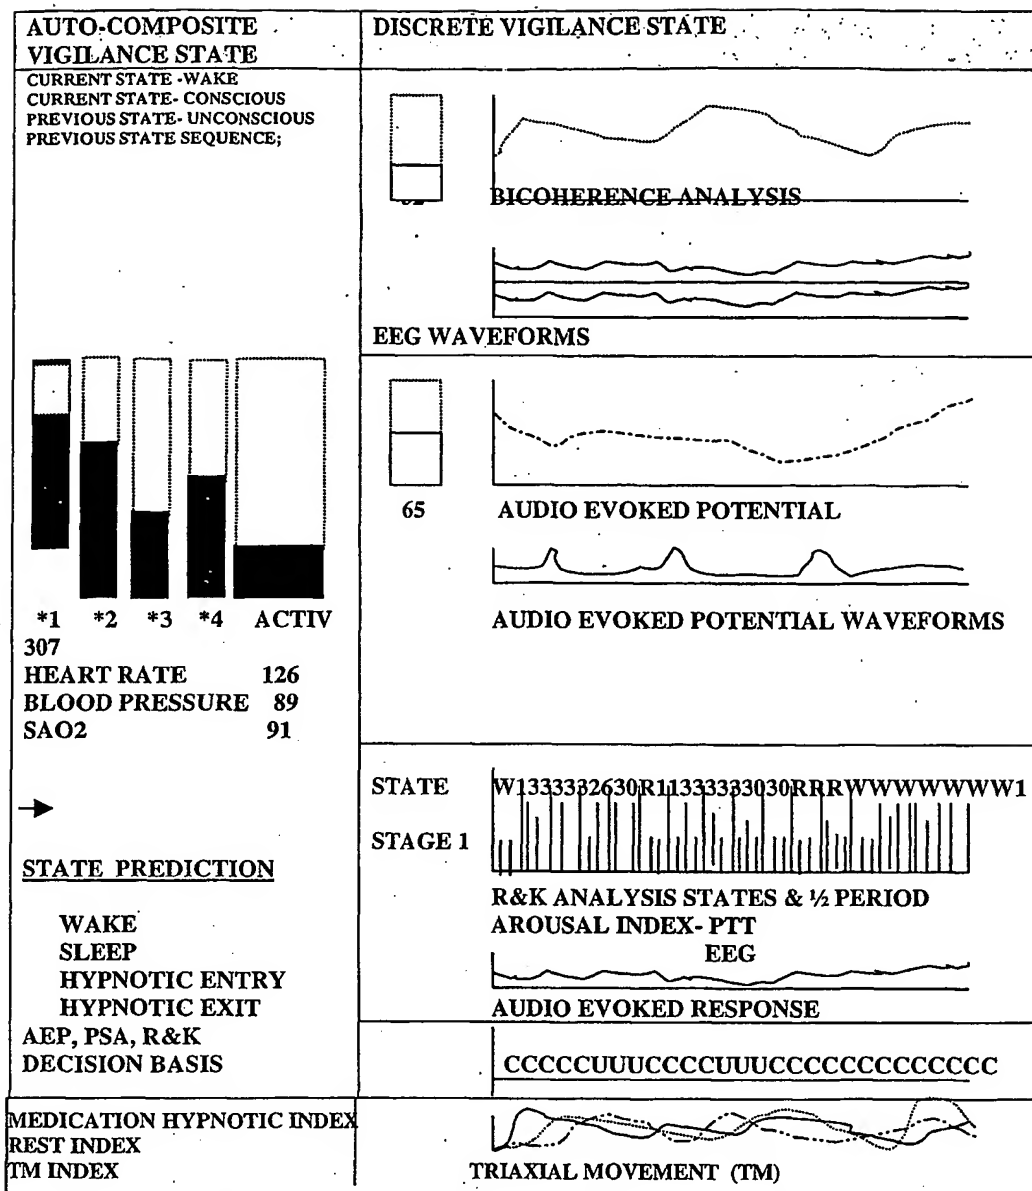 AUTO-COMPOSITE
VIGILANCE STATE
CURRENT STATE -WAKE
CURRENT STATE- CONSCIOUS
PREVIOUS STATE- UNCONSCIOUS
PREVIOUS STATE SEQUENCE;
*1 *2 *3 *4 ACTIV
307
HEART RATE 126
BLOOD PRESSURE 89
SAO2 91
STATE PREDICTION
WAKE
SLEEP
HYPNOTIC ENTRY
HYPNOTIC EXIT
AEP, PSA, R&K
DECISION BASIS
MEDICATION HYPNOTIC INDEX
REST INDEX
TM INDEX
DISCRETE VIGILANCE STATE
BICOHERENCE ANALYSIS
EEG WAVEFORMS
65 AUDIO EVOKED POTENTIAL
AUDIO EVOKED POTENTIAL WAVEFORMS
STATE W1333332630R11333333030RRRWWWWWWWW1
STAGE 1
R&K ANALYSIS STATES & ½ PERIOD
AROUSAL INDEX- PTT
EEG
AUDIO EVOKED RESPONSE
CCCCCUUUCCCCUUUCCCCCCCCCCCCC
TRIAXIAL MOVEMENT (TM)